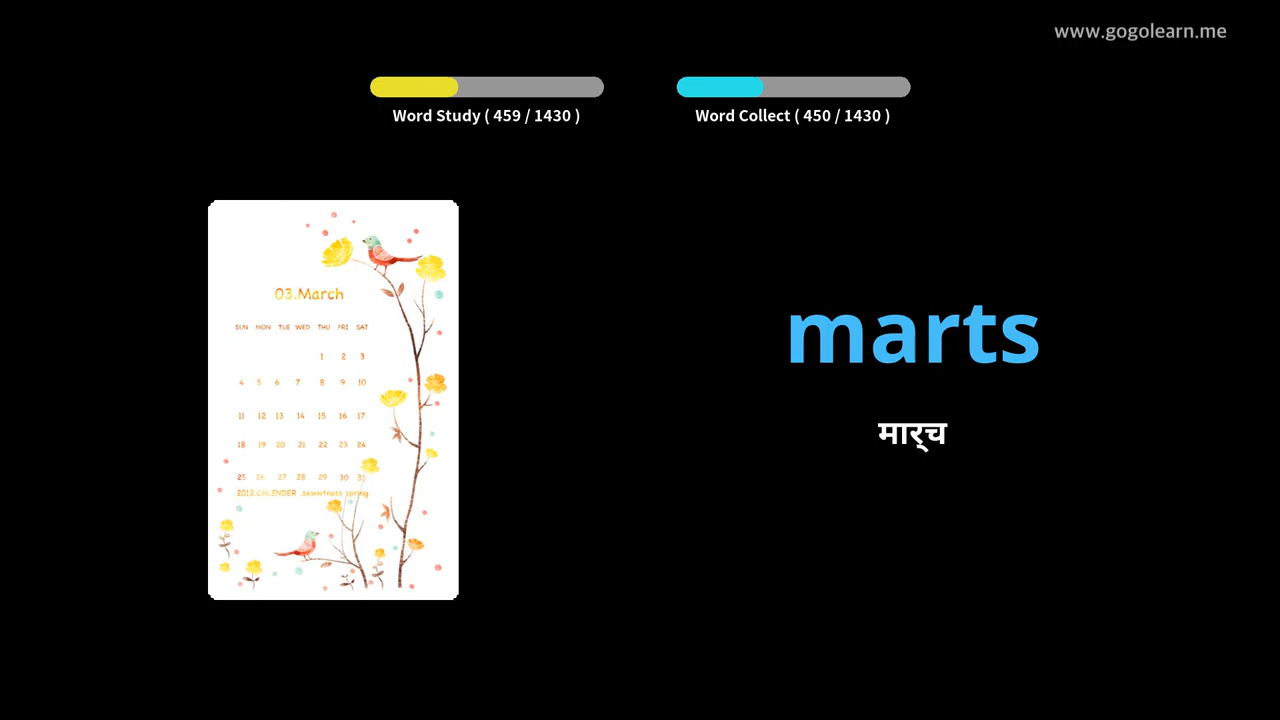 www.gogolearn.me
Word Study ( 459 / 1430 )
Word Collect ( 450 / 1430 )
03.March
SUN MON TUE WED THU FRI SAT
1 2 3
4 5 6 7 8 9 10
11 12 13 14 15 16 17
18 19 20 21 22 23 24
25 26 27 28 29 30 31
2012.CALENDER .sewwtness spring
marts
मार्‌च